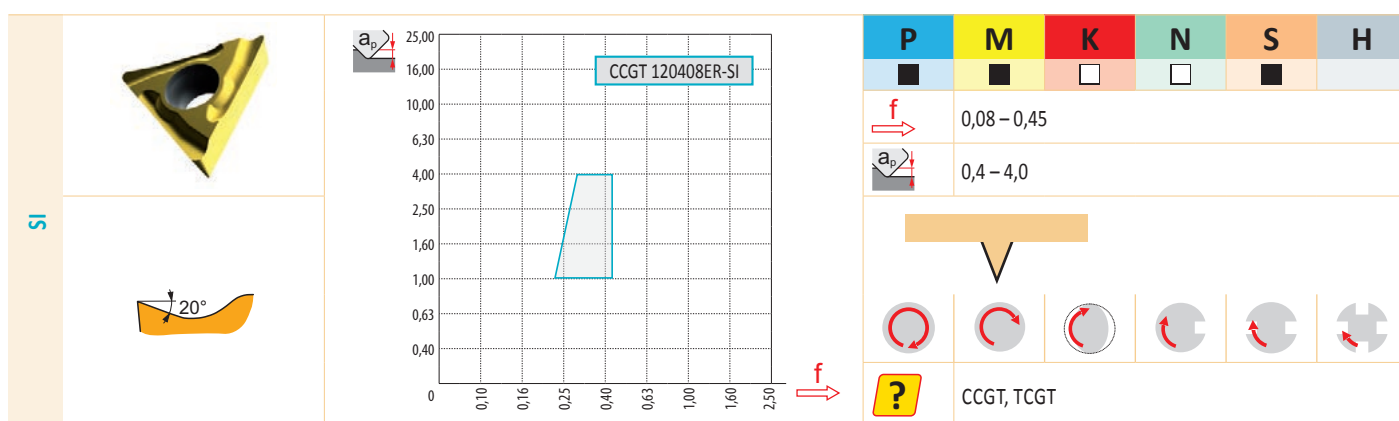 SI
20°
aₚ
25,00
16,00
10,00
6,30
4,00
2,50
1,60
1,00
0,63
0,40
0
CCGT 120408ER-SI
0,10 0,16 0,25 0,40 0,63 1,00 1,60 2,50
f
P M K N S H
f 0,08 – 0,45
aₚ 0,4 – 4,0
? CCGT, TCGT